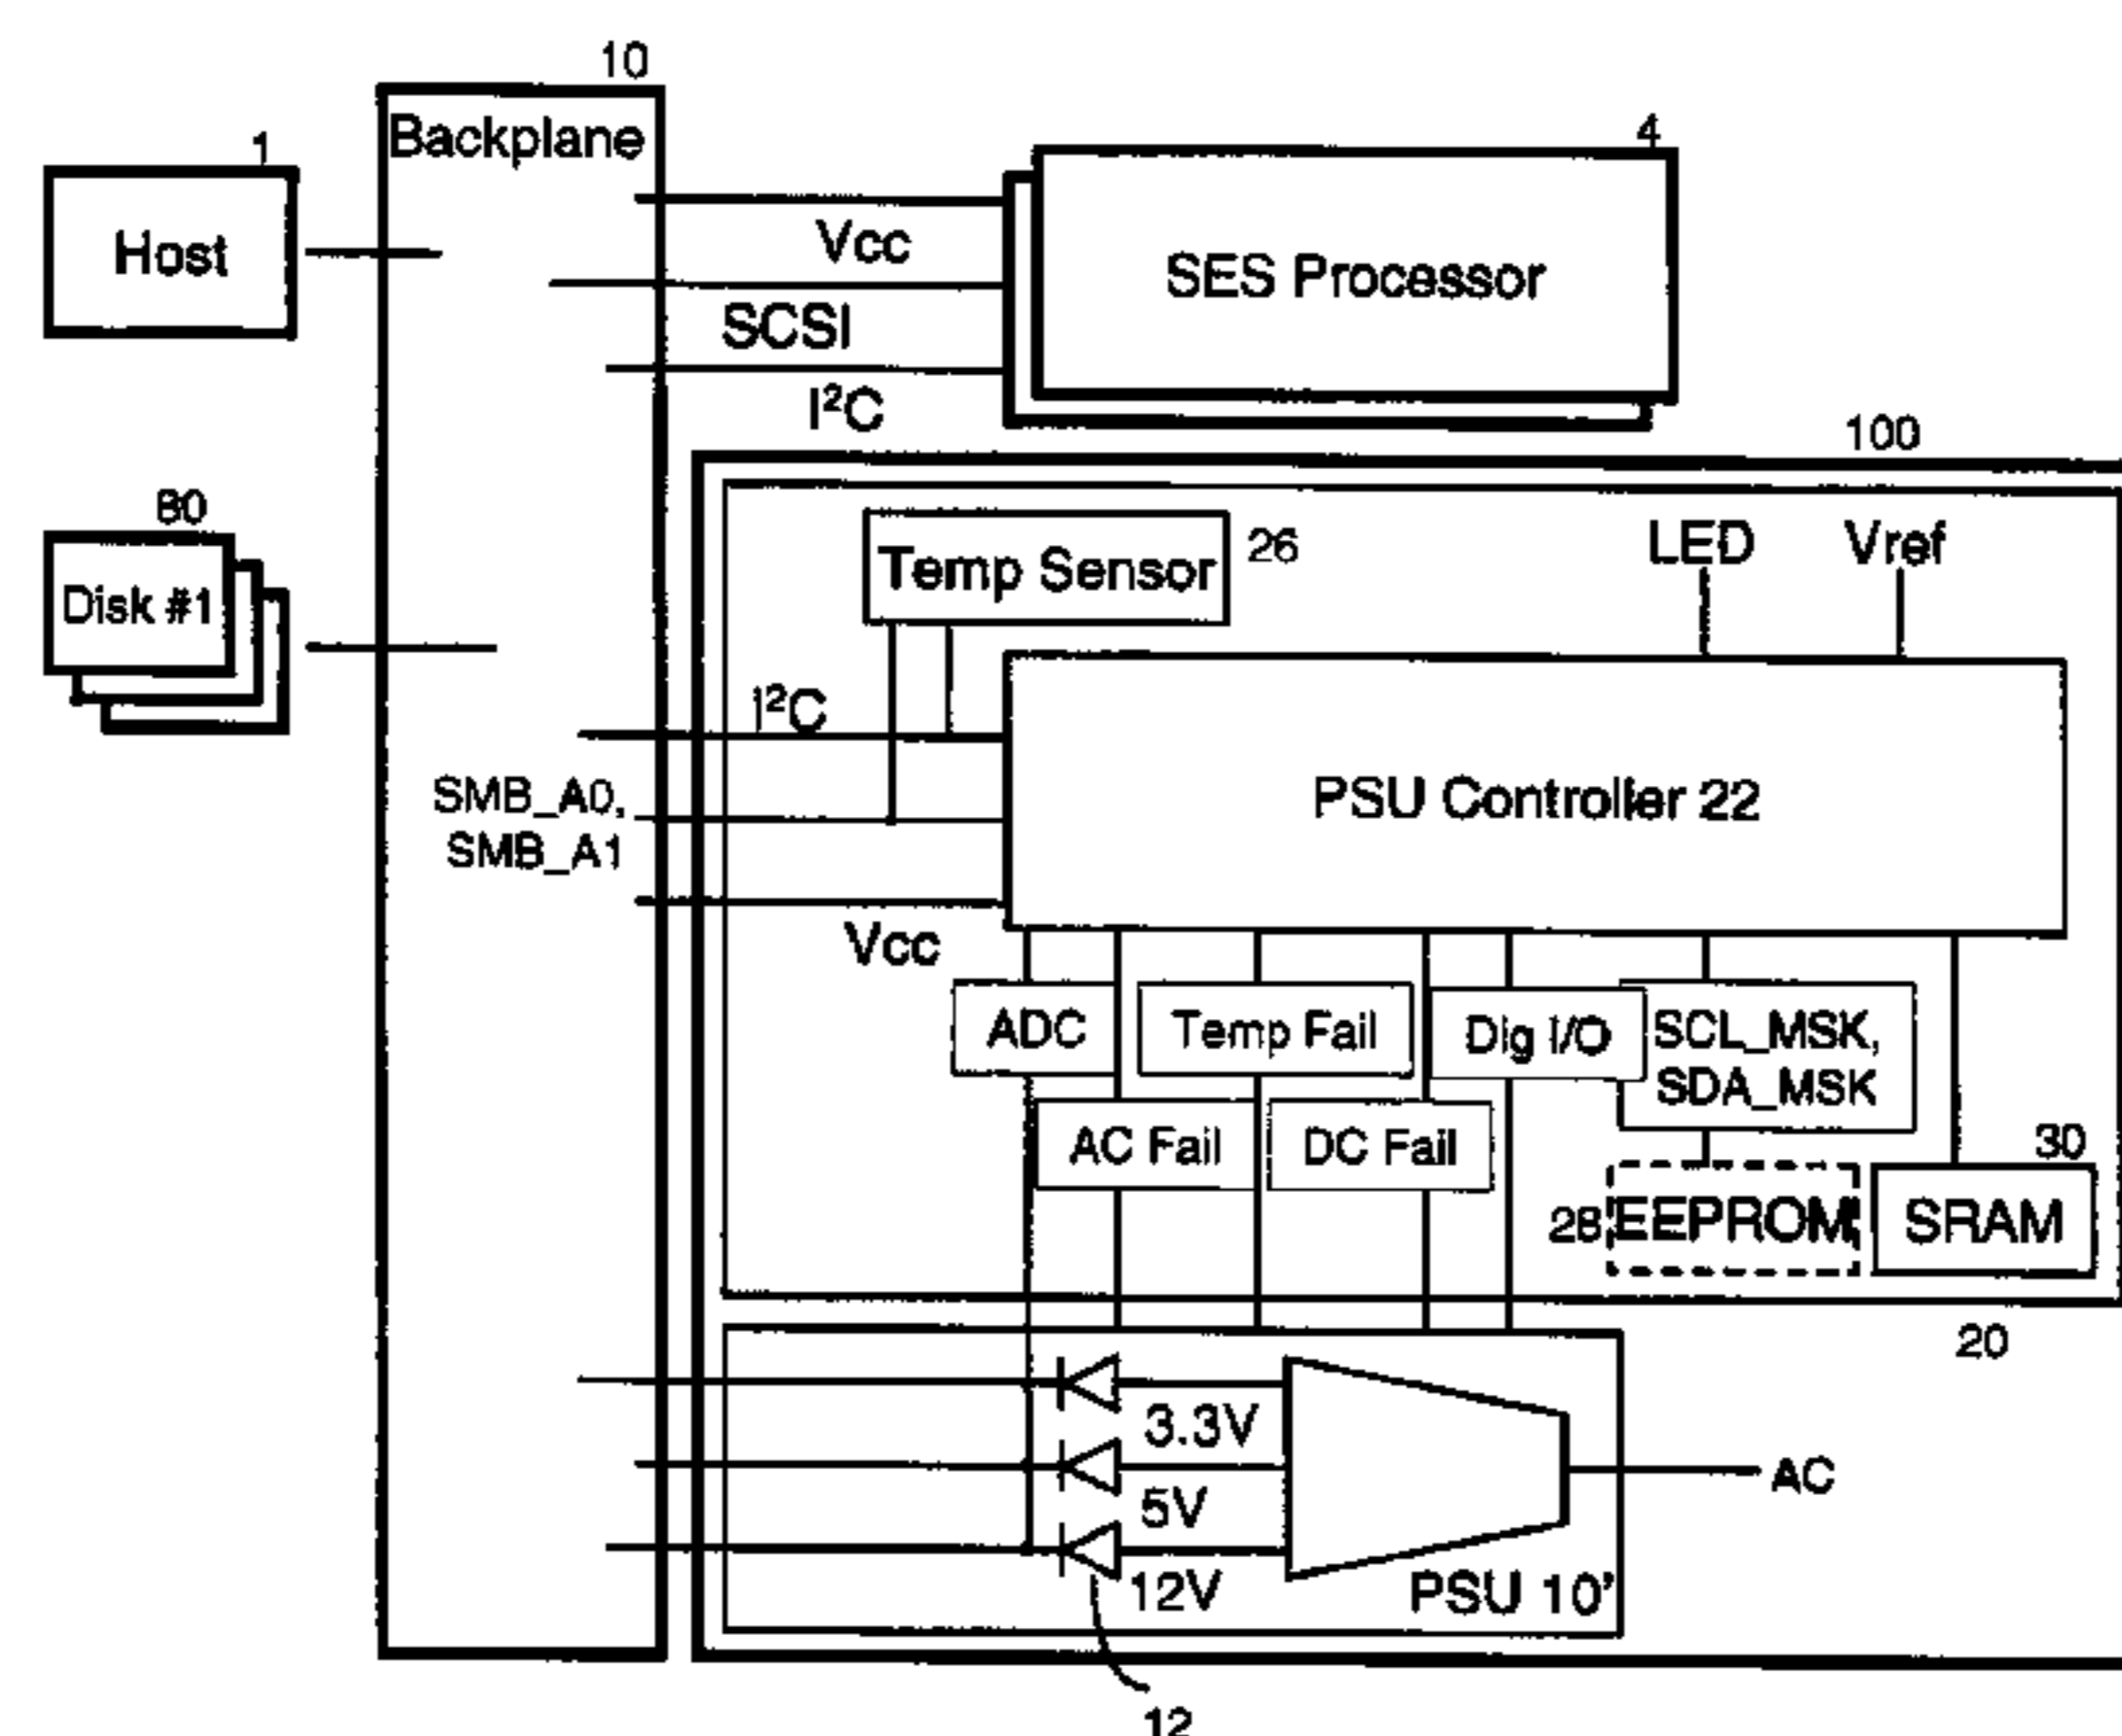 10
Backplane
1
Host
4
Vcc
SES Processor
SCSI
I²C
100
80
Disk #1
Temp Sensor
26
LED
Vref
I²C
SMB_A0,
SMB_A1
PSU Controller 22
Vcc
ADC
Temp Fail
Dig I/O
SCL_MSK,
SDA_MSK
AC Fail
DC Fail
30
28
EEPROM
SRAM
20
3.3V
5V
AC
12V
PSU 10'
12